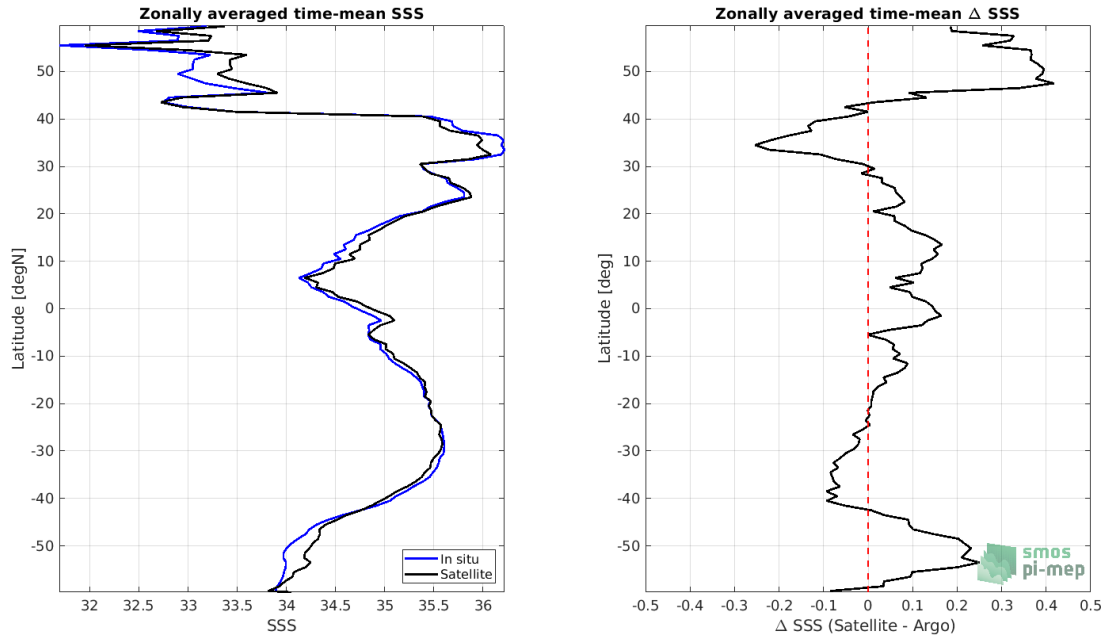 Zonally averaged time-mean SSS
50
40
30
20
10
0
-10
-20
-30
-40
-50
Latitude [degN]
In situ
Satellite
32 32.5 33 33.5 34 34.5 35 35.5 36
SSS
Zonally averaged time-mean Δ SSS
50
40
30
20
10
0
-10
-20
-30
-40
-50
Latitude [deg]
smos
pi-mep
-0.5 -0.4 -0.3 -0.2 -0.1 0 0.1 0.2 0.3 0.4 0.5
Δ SSS (Satellite - Argo)